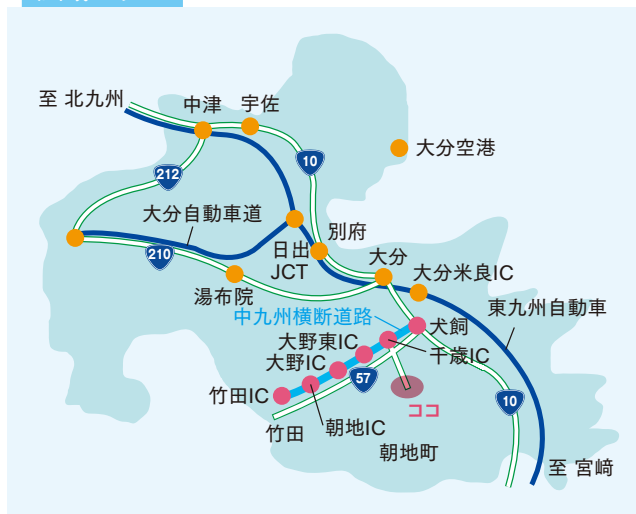 至 北九州
中津
宇佐
大分空港
212
10
大分自動車道
210
日出
JCT
別府
大分
大分米良IC
湯布院
中九州横断道路
東九州自動車
犬飼
大野東IC
千歳IC
大野IC
57
竹田IC
ココ
10
竹田
朝地IC
朝地町
至 宮崎